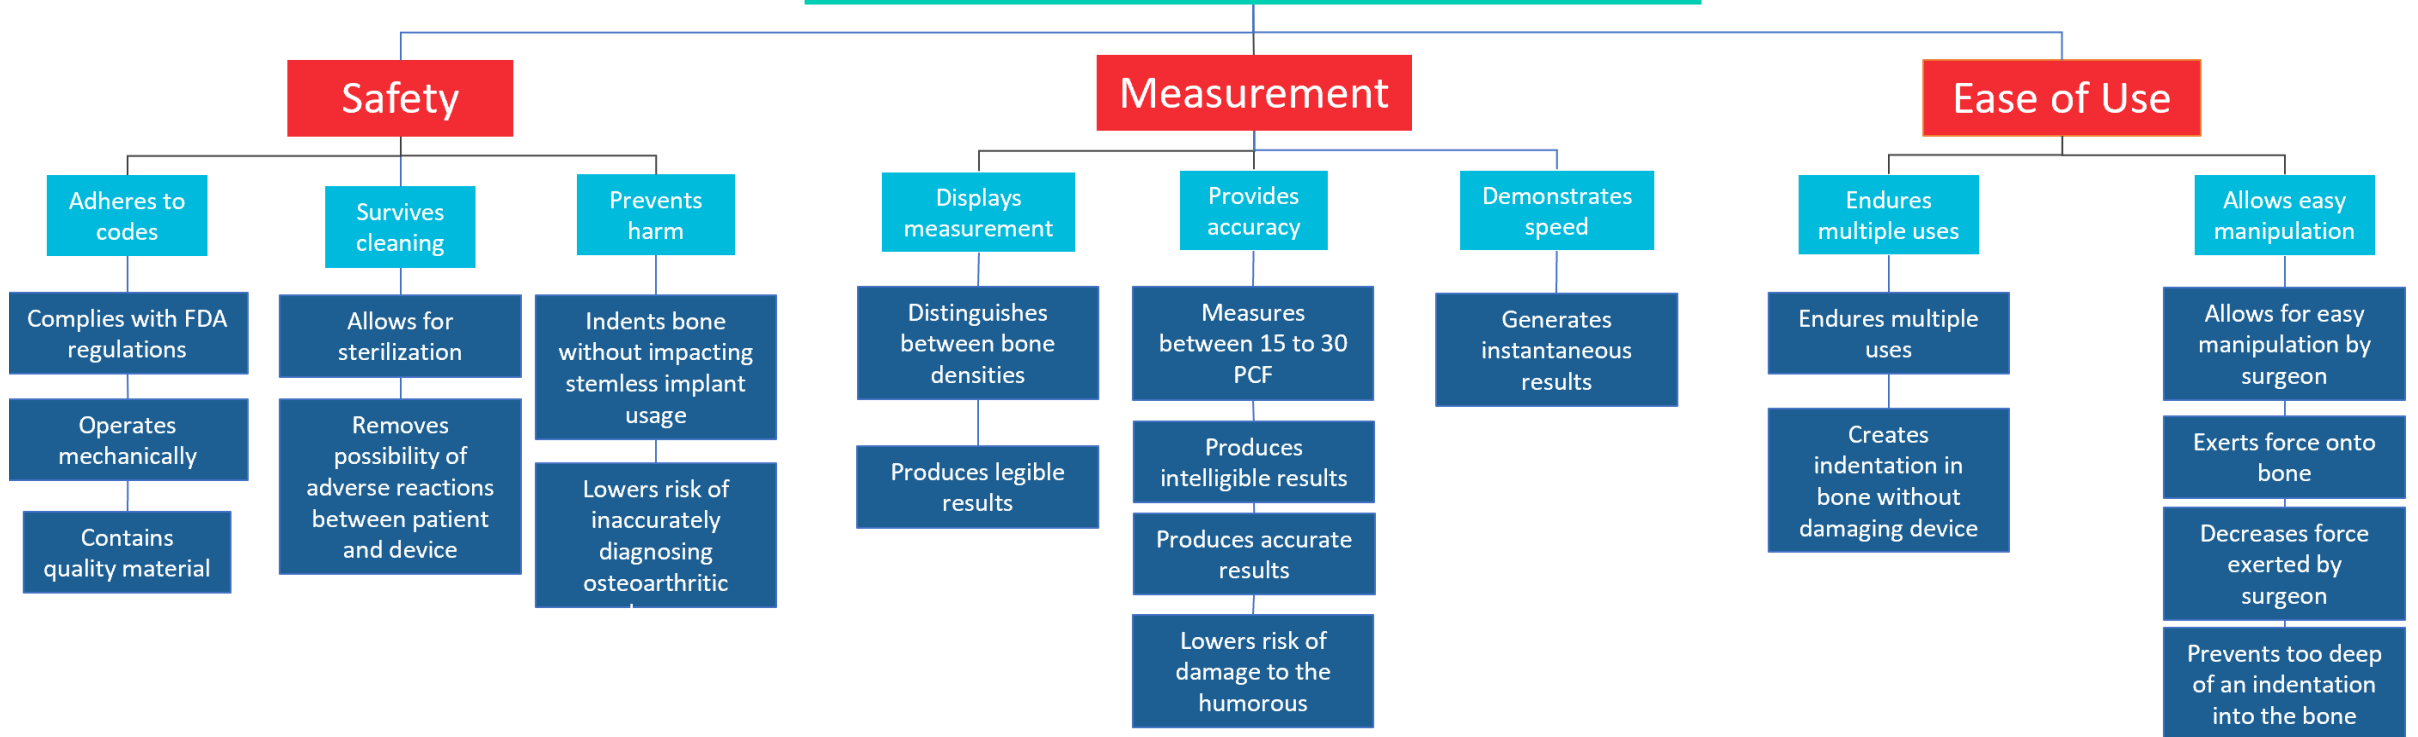 Safety
Measurement
Ease of Use
Adheres to
codes
Survives
cleaning
Prevents
harm
Displays
measurement
Provides
accuracy
Demonstrates
speed
Endures
multiple uses
Allows easy
manipulation
Complies with FDA
regulations
Operates
mechanically
Contains
quality material
Allows for
sterilization
Removes
possibility of
adverse reactions
between patient
and device
Indents bone
without impacting
stemless implant
usage
Lowers risk of
inaccurately
diagnosing
osteoarthritic
Distinguishes
between bone
densities
Produces legible
results
Measures
between 15 to 30
PCF
Produces
intelligible results
Produces accurate
results
Lowers risk of
damage to the
humorous
Generates
instantaneous
results
Endures multiple
uses
Creates
indentation in
bone without
damaging device
Allows for easy
manipulation by
surgeon
Exerts force onto
bone
Decreases force
exerted by
surgeon
Prevents too deep
of an indentation
into the bone